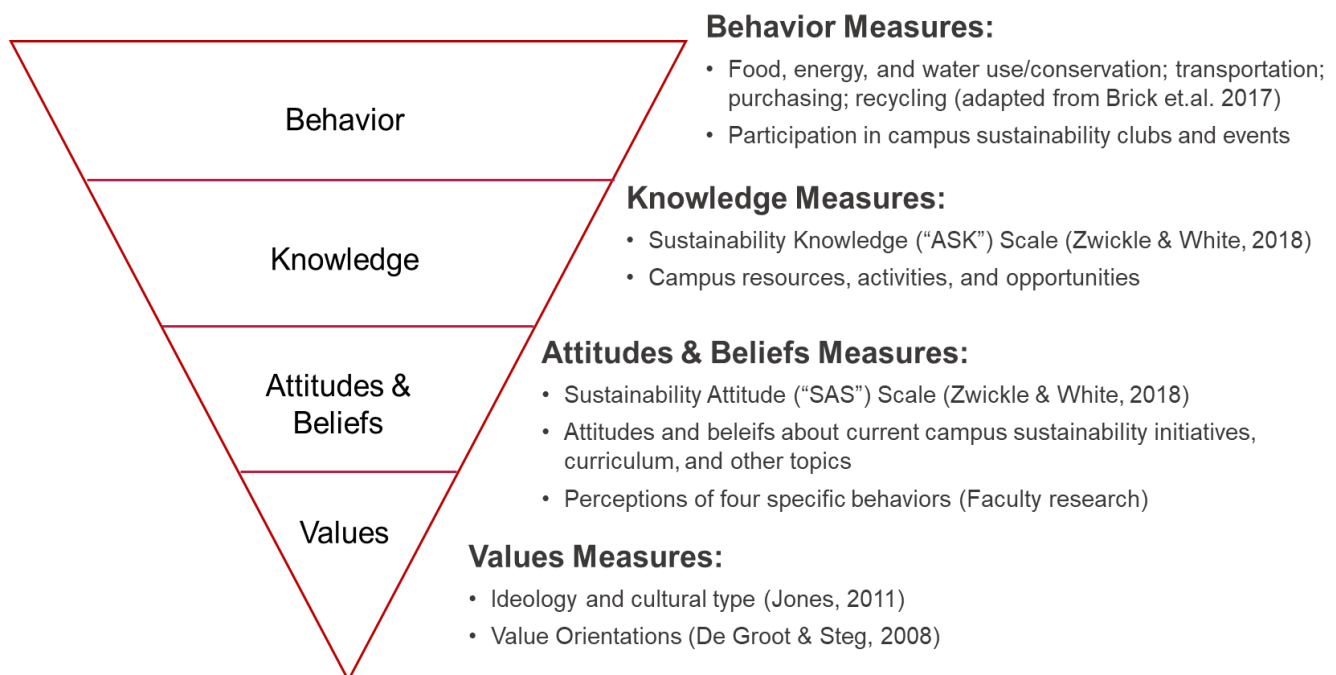 Behavior
Knowledge
Attitudes &
Beliefs
Values
Behavior Measures:
• Food, energy, and water use/conservation; transportation;
purchasing; recycling (adapted from Brick et.al. 2017)
• Participation in campus sustainability clubs and events
Knowledge Measures:
• Sustainability Knowledge (“ASK”) Scale (Zwickle & White, 2018)
• Campus resources, activities, and opportunities
Attitudes & Beliefs Measures:
• Sustainability Attitude (“SAS”) Scale (Zwickle & White, 2018)
• Attitudes and beleifs about current campus sustainability initiatives,
curriculum, and other topics
• Perceptions of four specific behaviors (Faculty research)
Values Measures:
• Ideology and cultural type (Jones, 2011)
• Value Orientations (De Groot & Steg, 2008)